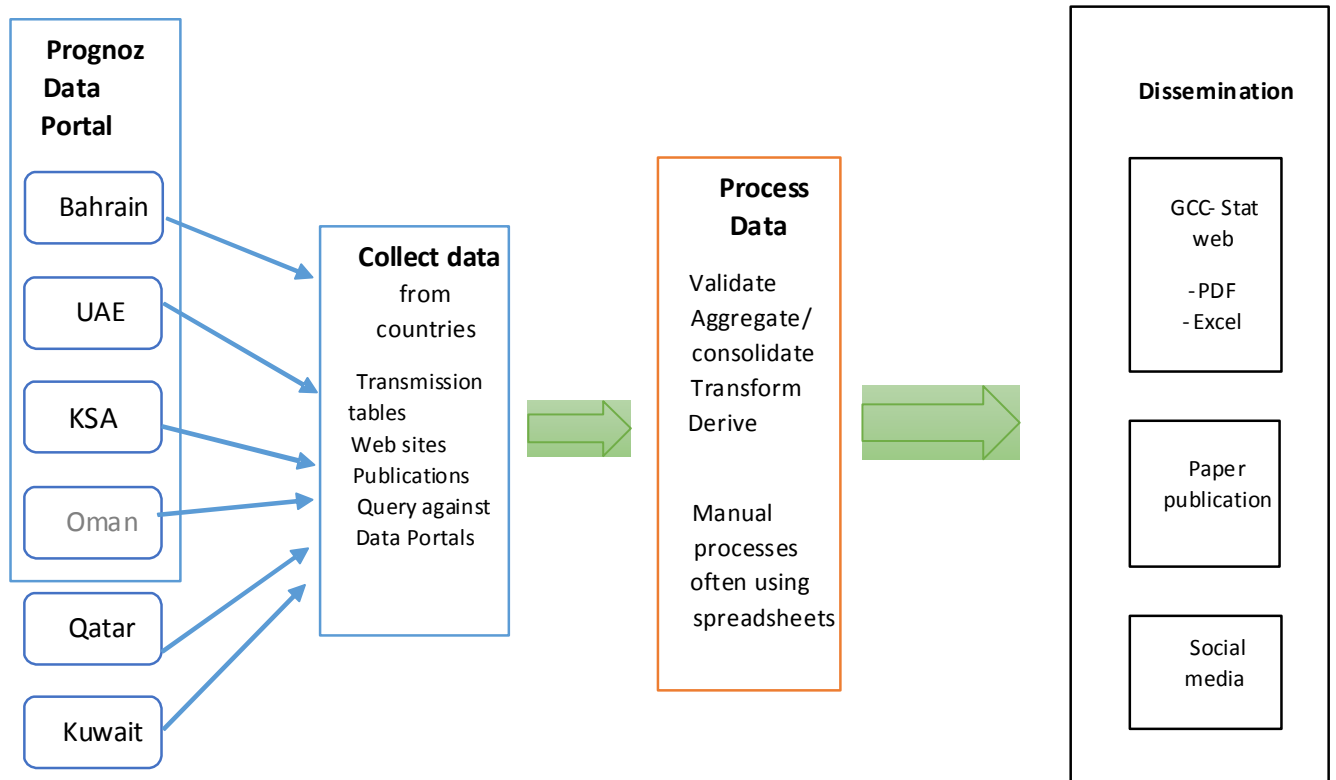 Prognoz
Data
Portal
Bahrain
UAE
KSA
Oman
Qatar
Kuwait
Collect data
from
countries
Transmission
tables
Web sites
Publications
Query against
Data Portals
Process
Data
Validate
Aggregate/
consolidate
Transform
Derive
Manual
processes
often using
spreadsheets
Dissemination
GCC- Stat
web
-PDF
-Excel
Paper
publication
Social
media